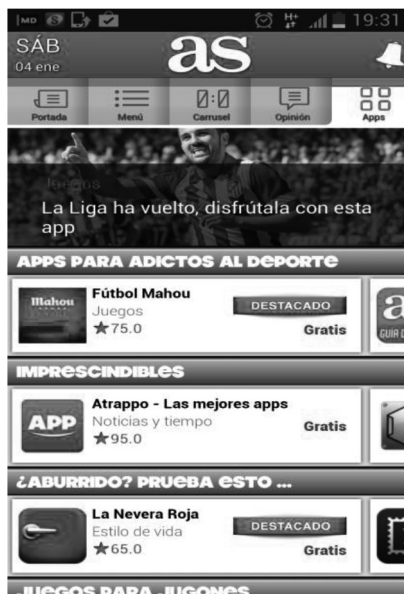 MD H+ 19:31
SÁB
04 ene
as
Portada Menú Carrusel Opinión Apps
0:0
Juegos
La Liga ha vuelto, disfrútala con esta
app
APPS PARA ADICTOS AL DEPORTE
Mahou
Fútbol Mahou
Juegos
★75.0
DESTACADO
Gratis
a
GUÍA
IMPRESCINDIBLES
APP
Atrappo - Las mejores apps
Noticias y tiempo
★95.0
Gratis
¿ABURRIDO? PRUEBA ESTO ...
La Nevera Roja
Estilo de vida
★65.0
DESTACADO
Gratis
JUEGOS PARA JUGONES